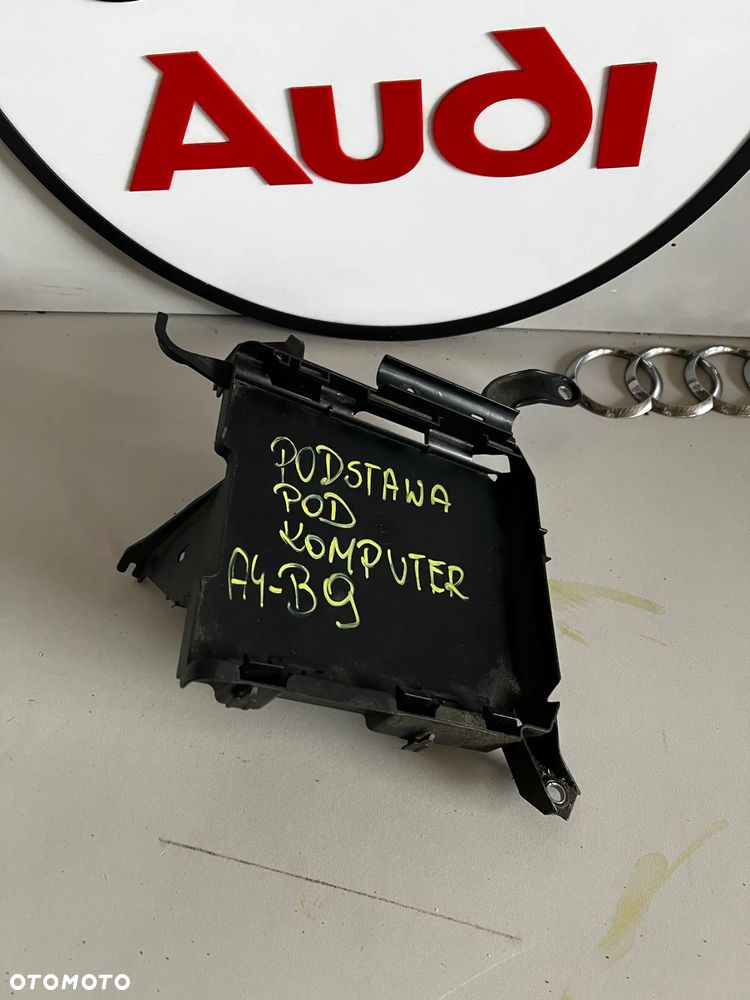 Audi
PODSTAWA
POD
KOMPUTER
A4-B9
OTOMOTO